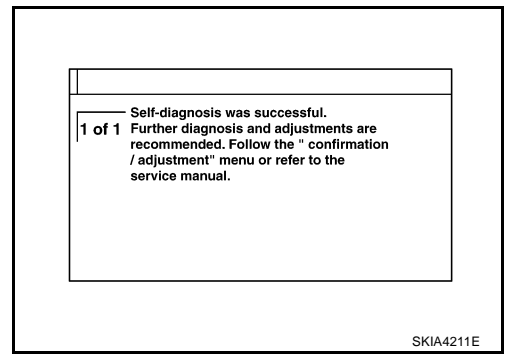 Self-diagnosis was successful.
1 of 1 Further diagnosis and adjustments are
recommended. Follow the " confirmation
/ adjustment" menu or refer to the
service manual.
SKIA4211E